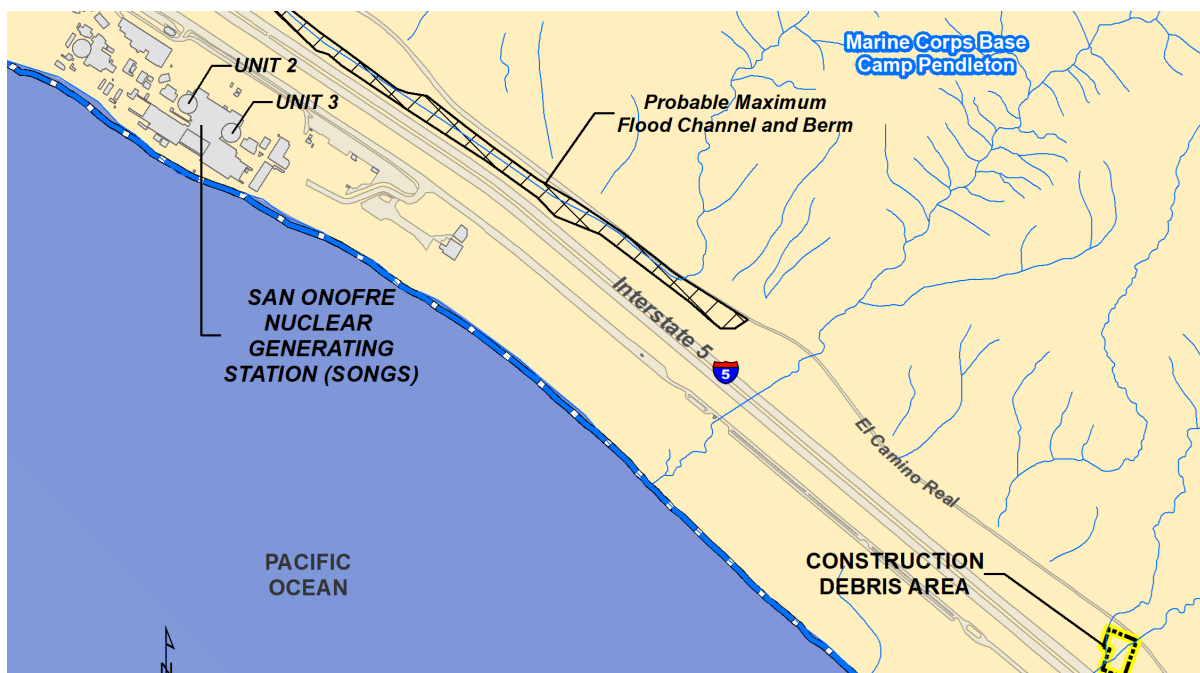 Marine Corps Base
Camp Pendleton
UNIT 2
UNIT 3
Probable Maximum
Flood Channel and Berm
SAN ONOFRE
NUCLEAR
GENERATING
STATION (SONGS)
Interstate 5
5
El Camino Real
PACIFIC
OCEAN
CONSTRUCTION
DEBRIS AREA
N